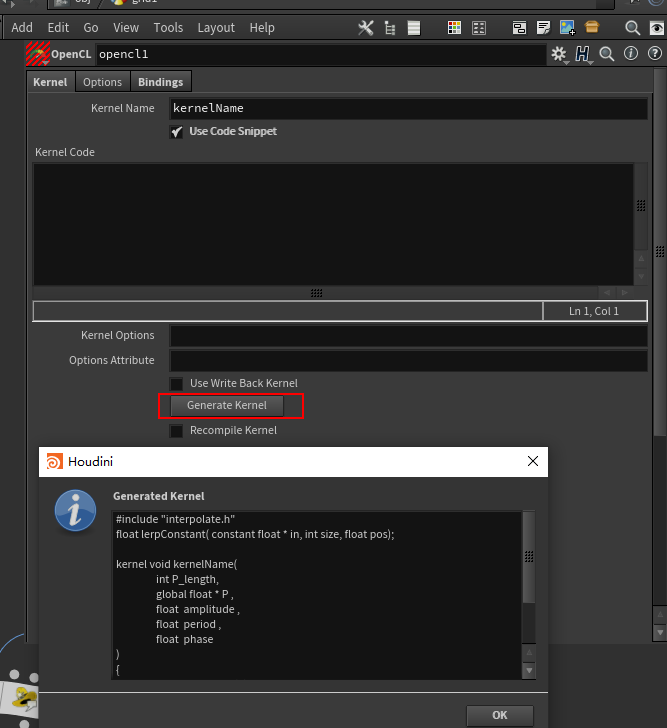 obj
grid1
Add Edit Go View Tools Layout Help
OpenCL opencl1
Kernel Options Bindings
Kernel Name kernelName
Use Code Snippet
Kernel Code
Ln 1, Col 1
Kernel Options
Options Attribute
Use Write Back Kernel
Generate Kernel
Recompile Kernel
Houdini
Generated Kernel
#include "interpolate.h"
float lerpConstant( constant float * in, int size, float pos);
kernel void kernelName(
int P_length,
global float * P ,
float amplitude ,
float period ,
float phase
)
{
OK